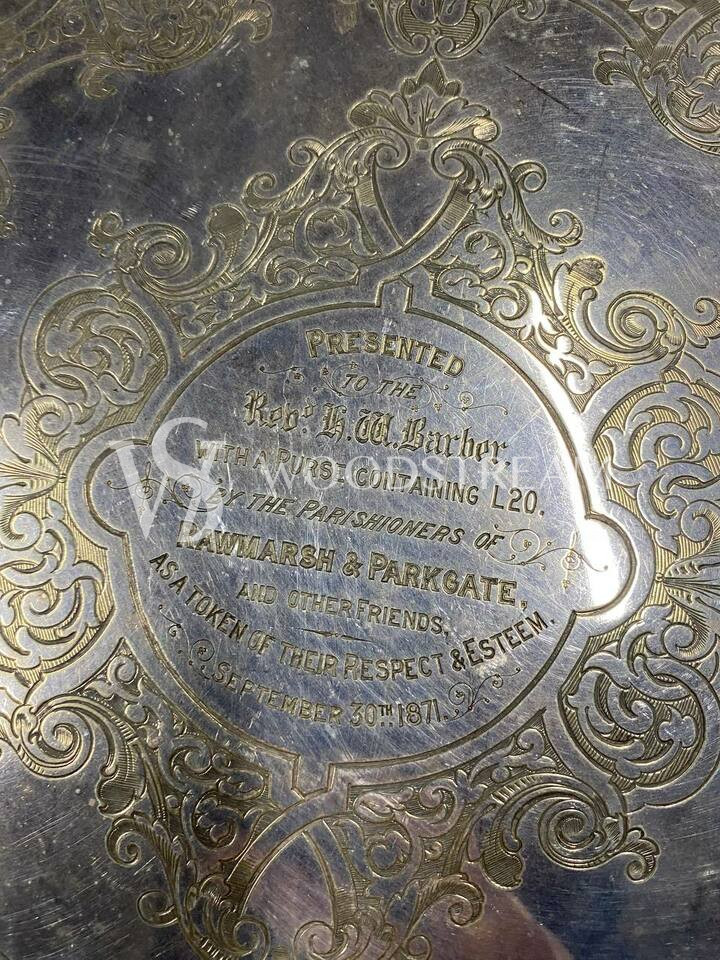 PRESENTED
TO THE
Revd. H. W. Barber.
WITH A PURSE CONTAINING L20.
BY THE PARISHIONERS OF
RAWMARSH & PARKGATE,
AND OTHER FRIENDS,
AS A TOKEN OF THEIR RESPECT & ESTEEM.
SEPTEMBER 30TH 1871.
WOODSTREAM